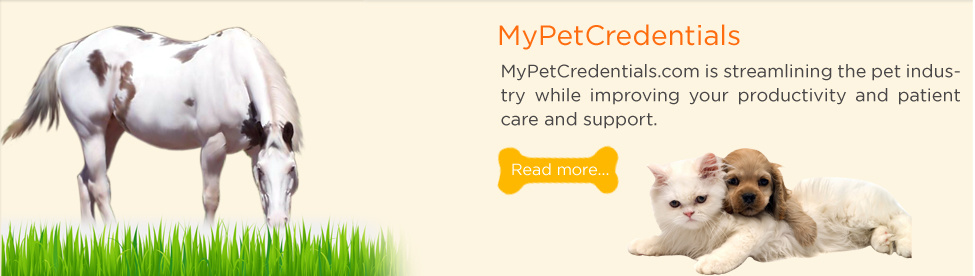 MyPetCredentials
MyPetCredentials.com is streamlining the pet indus-
try while improving your productivity and patient
care and support.
Read more...